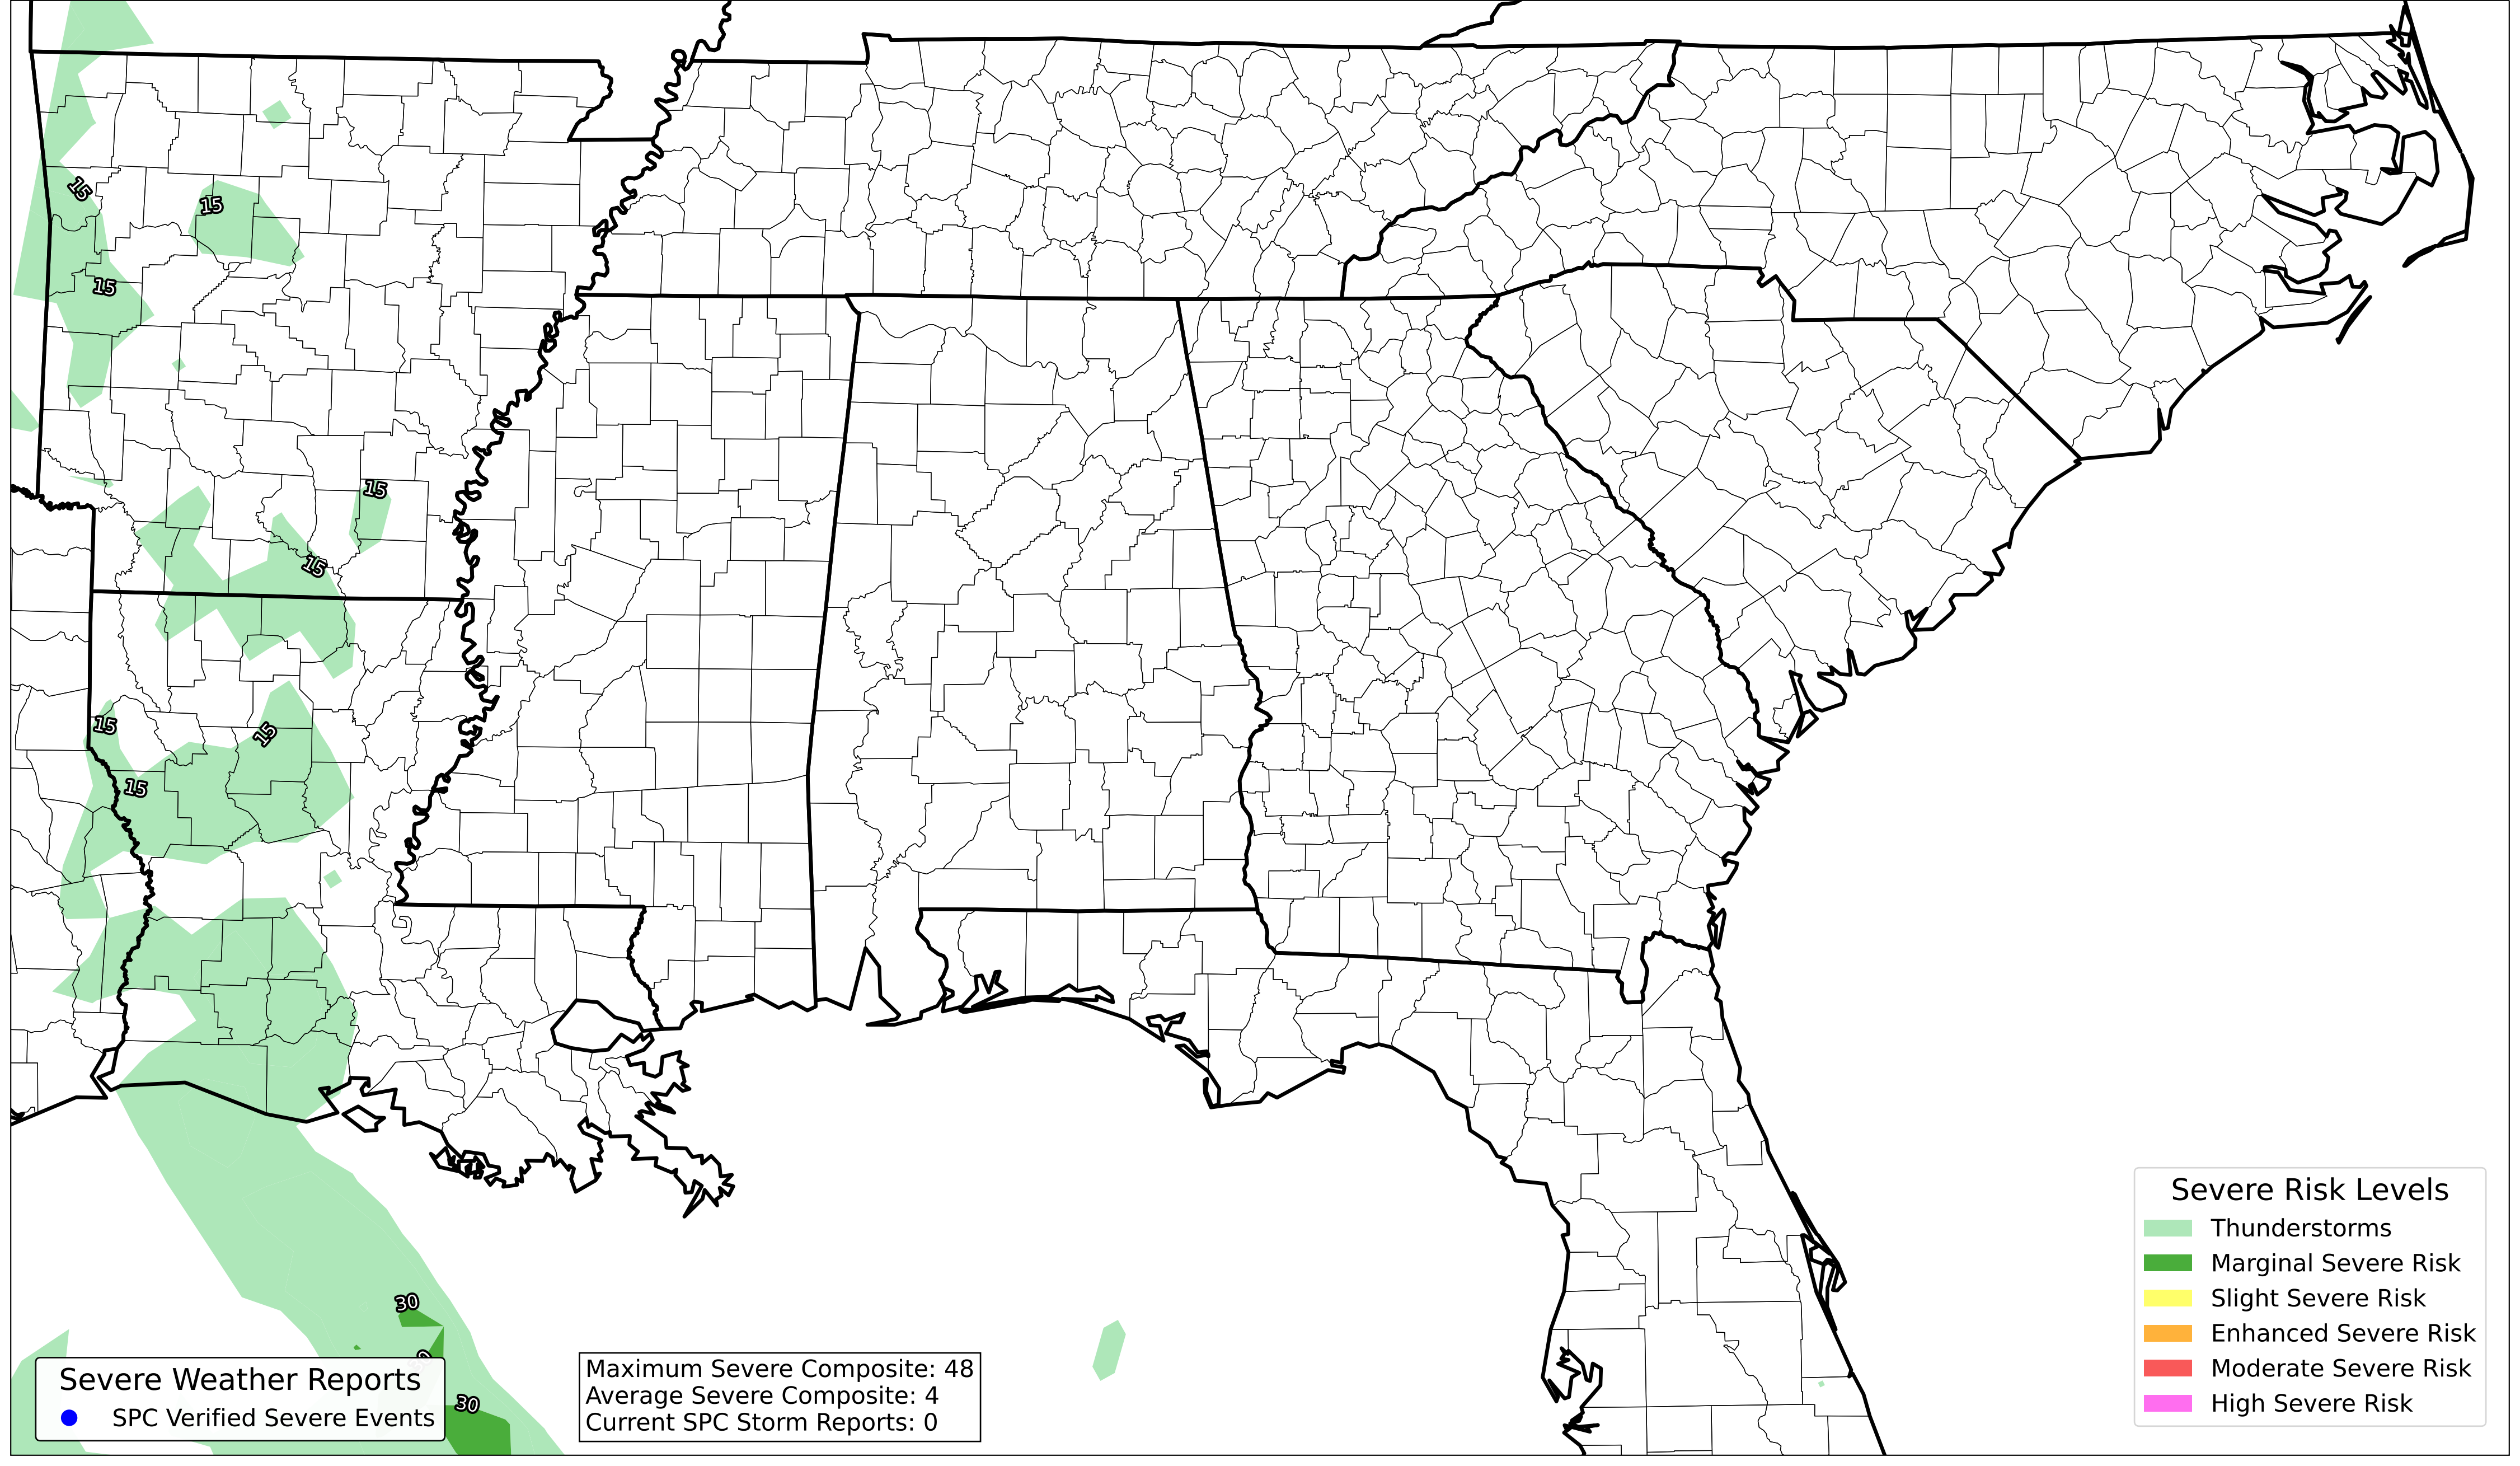 15
15
15
15
15
15
15
15
30
30
Severe Weather Reports
SPC Verified Severe Events
Maximum Severe Composite: 48
Average Severe Composite: 4
Current SPC Storm Reports: 0
Severe Risk Levels
Thunderstorms
Marginal Severe Risk
Slight Severe Risk
Enhanced Severe Risk
Moderate Severe Risk
High Severe Risk